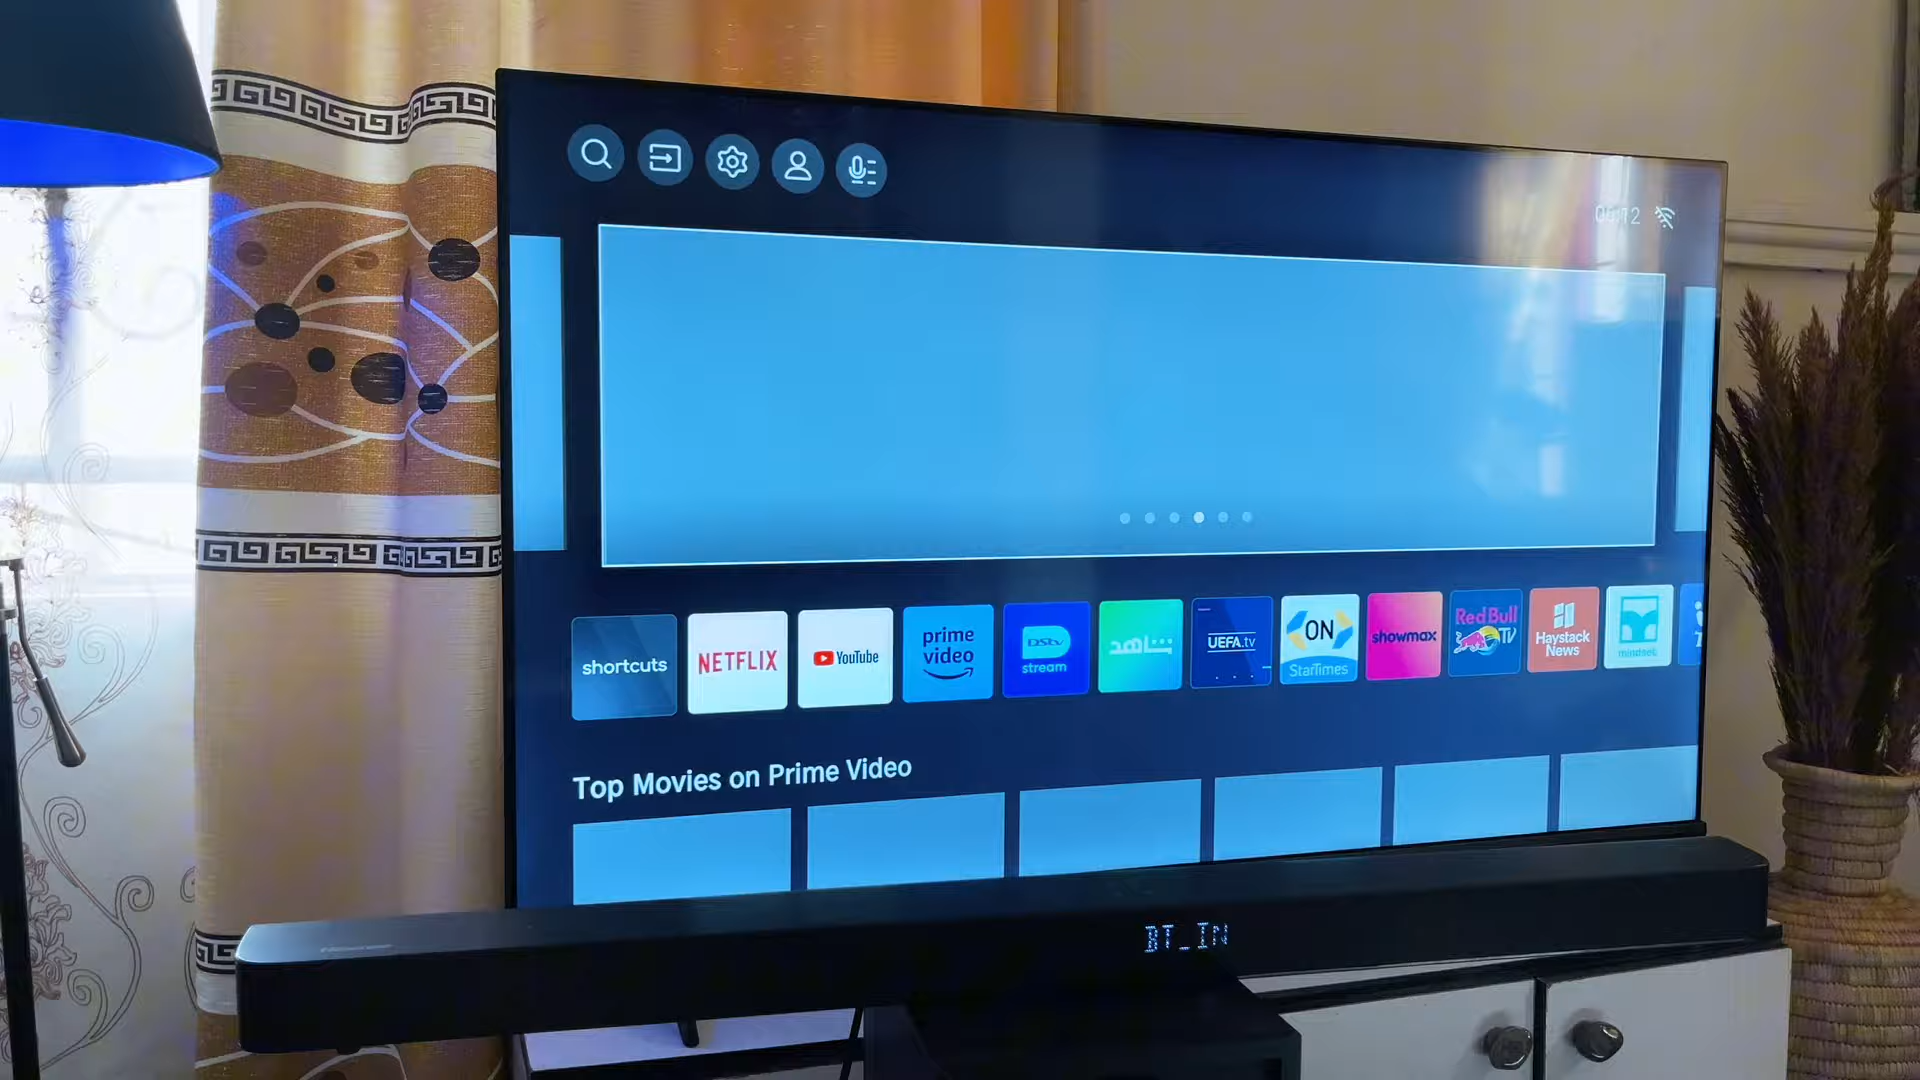 shortcuts
NETFLIX
YouTube
prime
video
DStv
stream
شاهد
UEFA.tv
ON
StarTimes
showmax
Red Bull
TV
Haystack
News
mindset
Top Movies on Prime Video
BT_IN